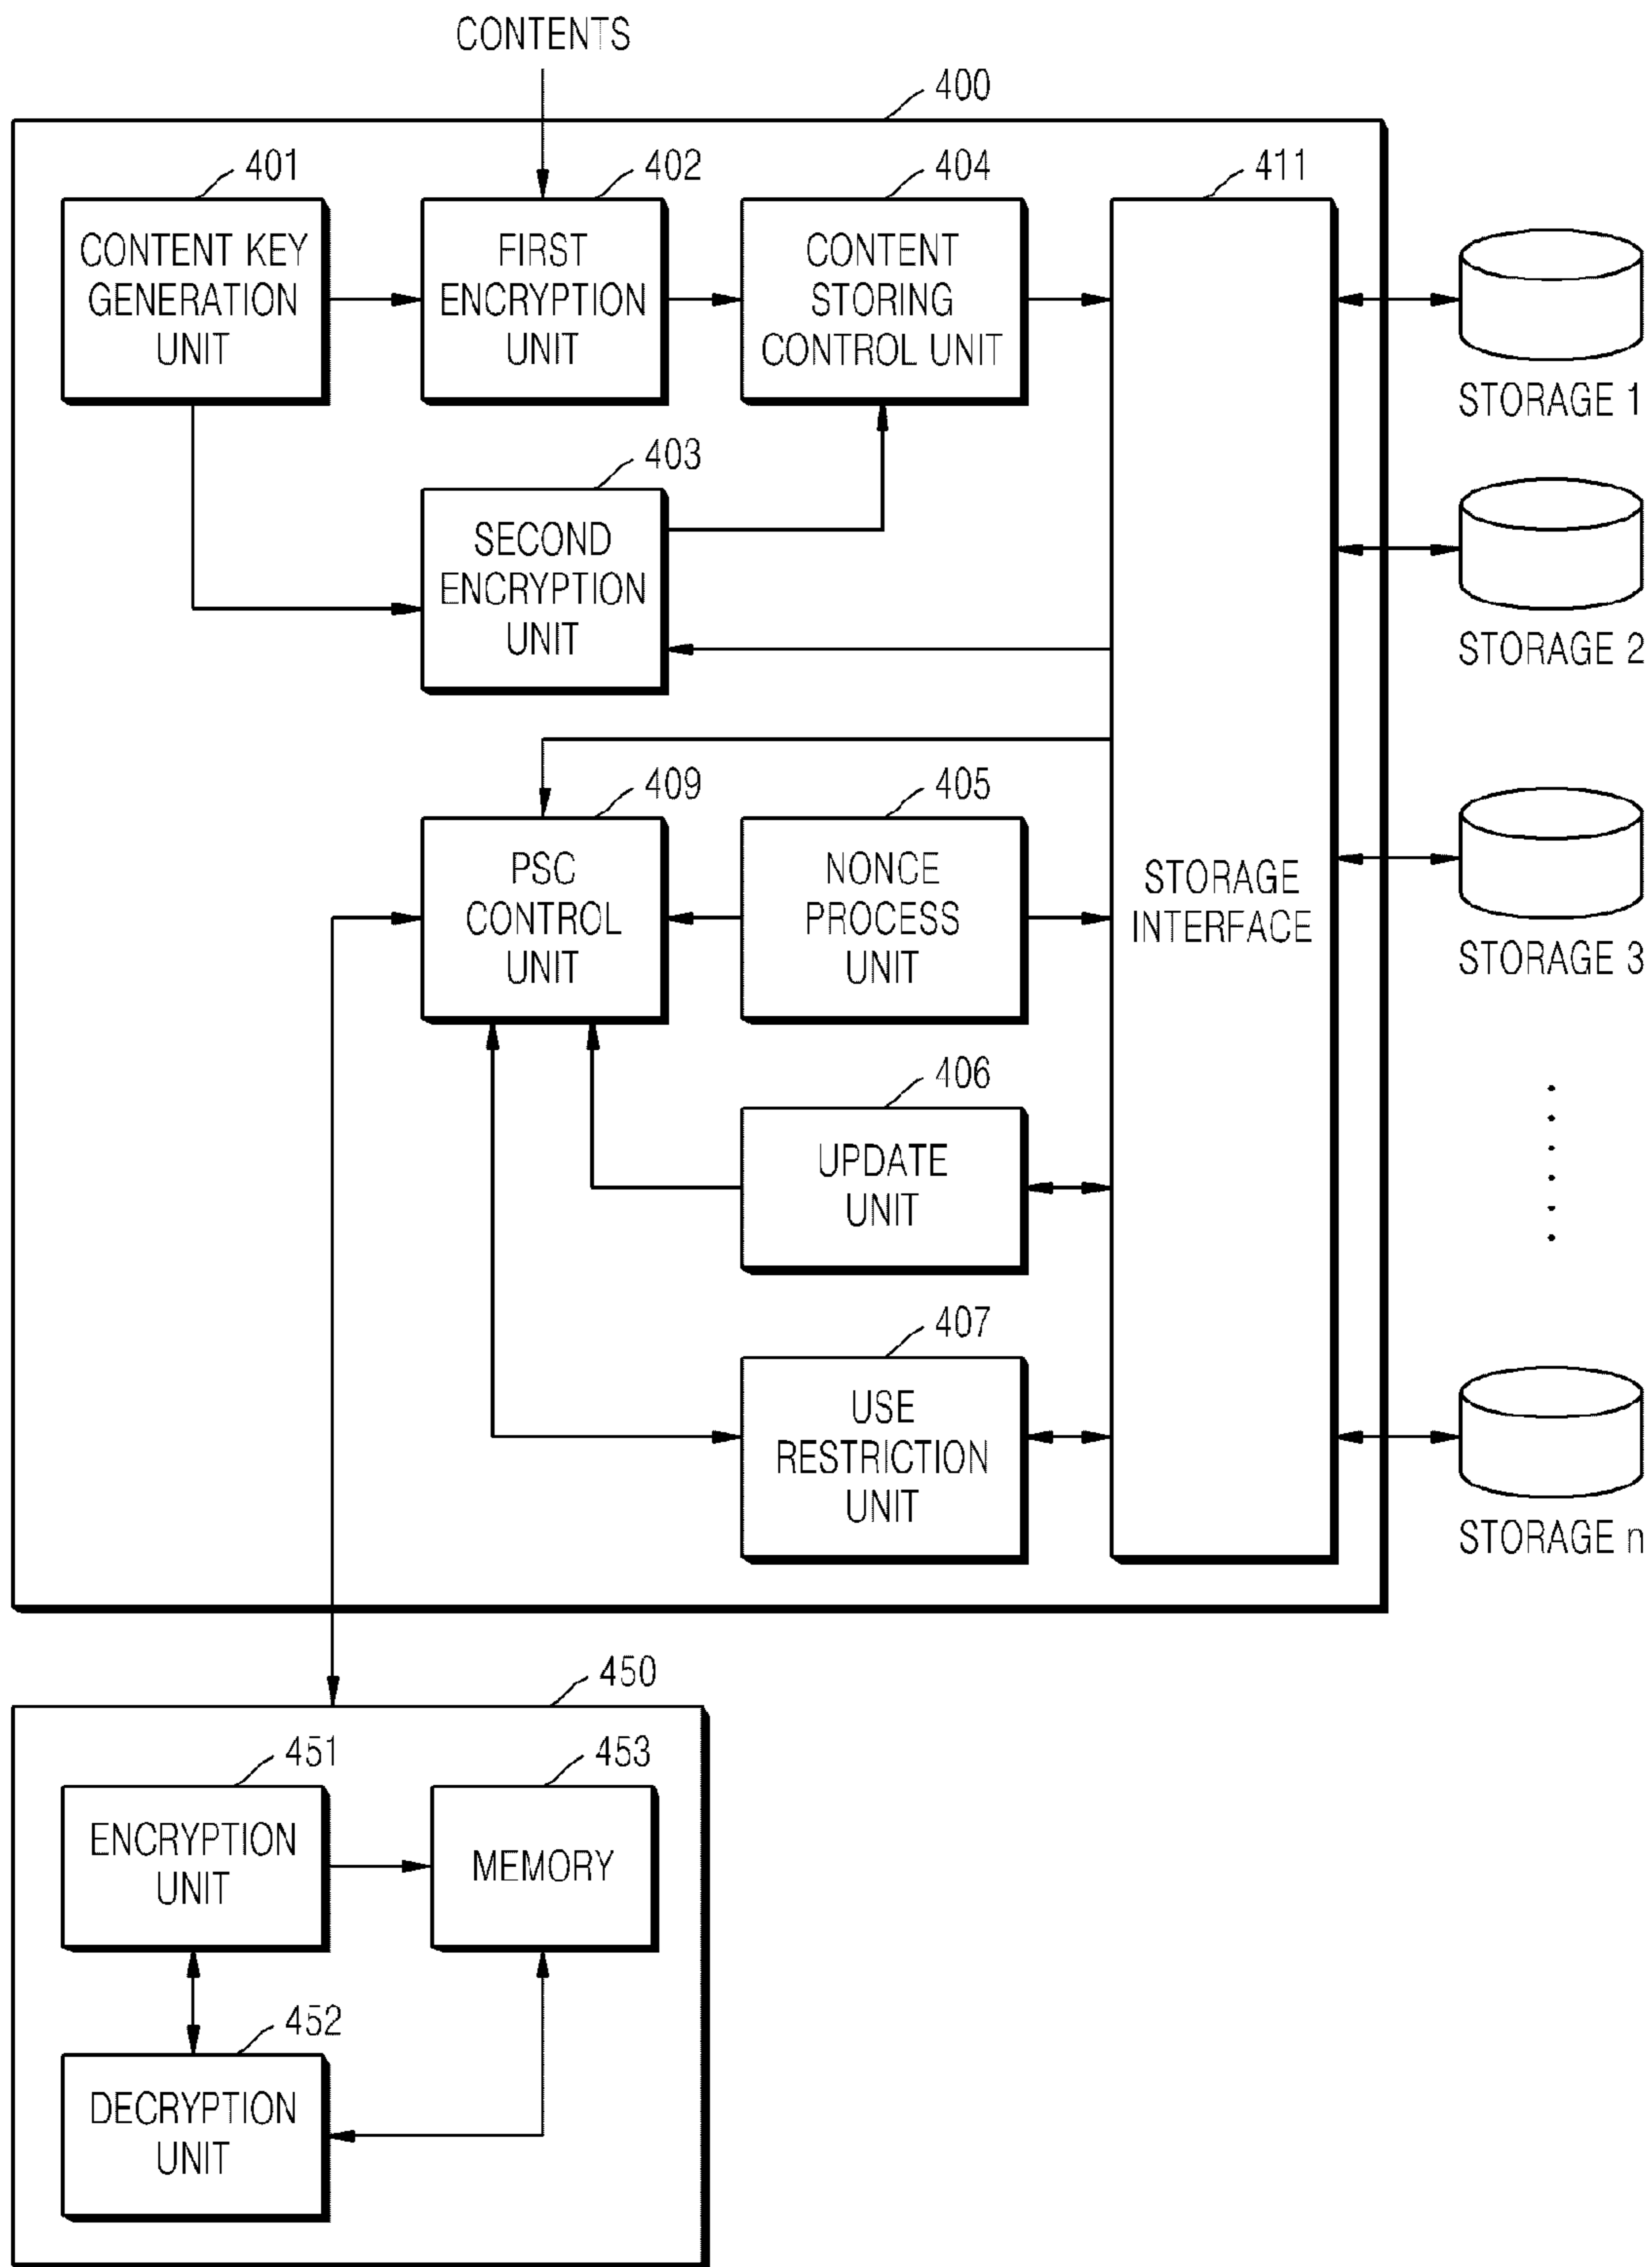 CONTENTS
400
401
402
404
411
CONTENT KEY
GENERATION
UNIT
FIRST
ENCRYPTION
UNIT
CONTENT
STORING
CONTROL UNIT
STORAGE 1
403
SECOND
ENCRYPTION
UNIT
STORAGE 2
409
405
PSC
CONTROL
UNIT
NONCE
PROCESS
UNIT
STORAGE
INTERFACE
STORAGE 3
406
UPDATE
UNIT
407
USE
RESTRICTION
UNIT
STORAGE n
450
451
453
ENCRYPTION
UNIT
MEMORY
452
DECRYPTION
UNIT